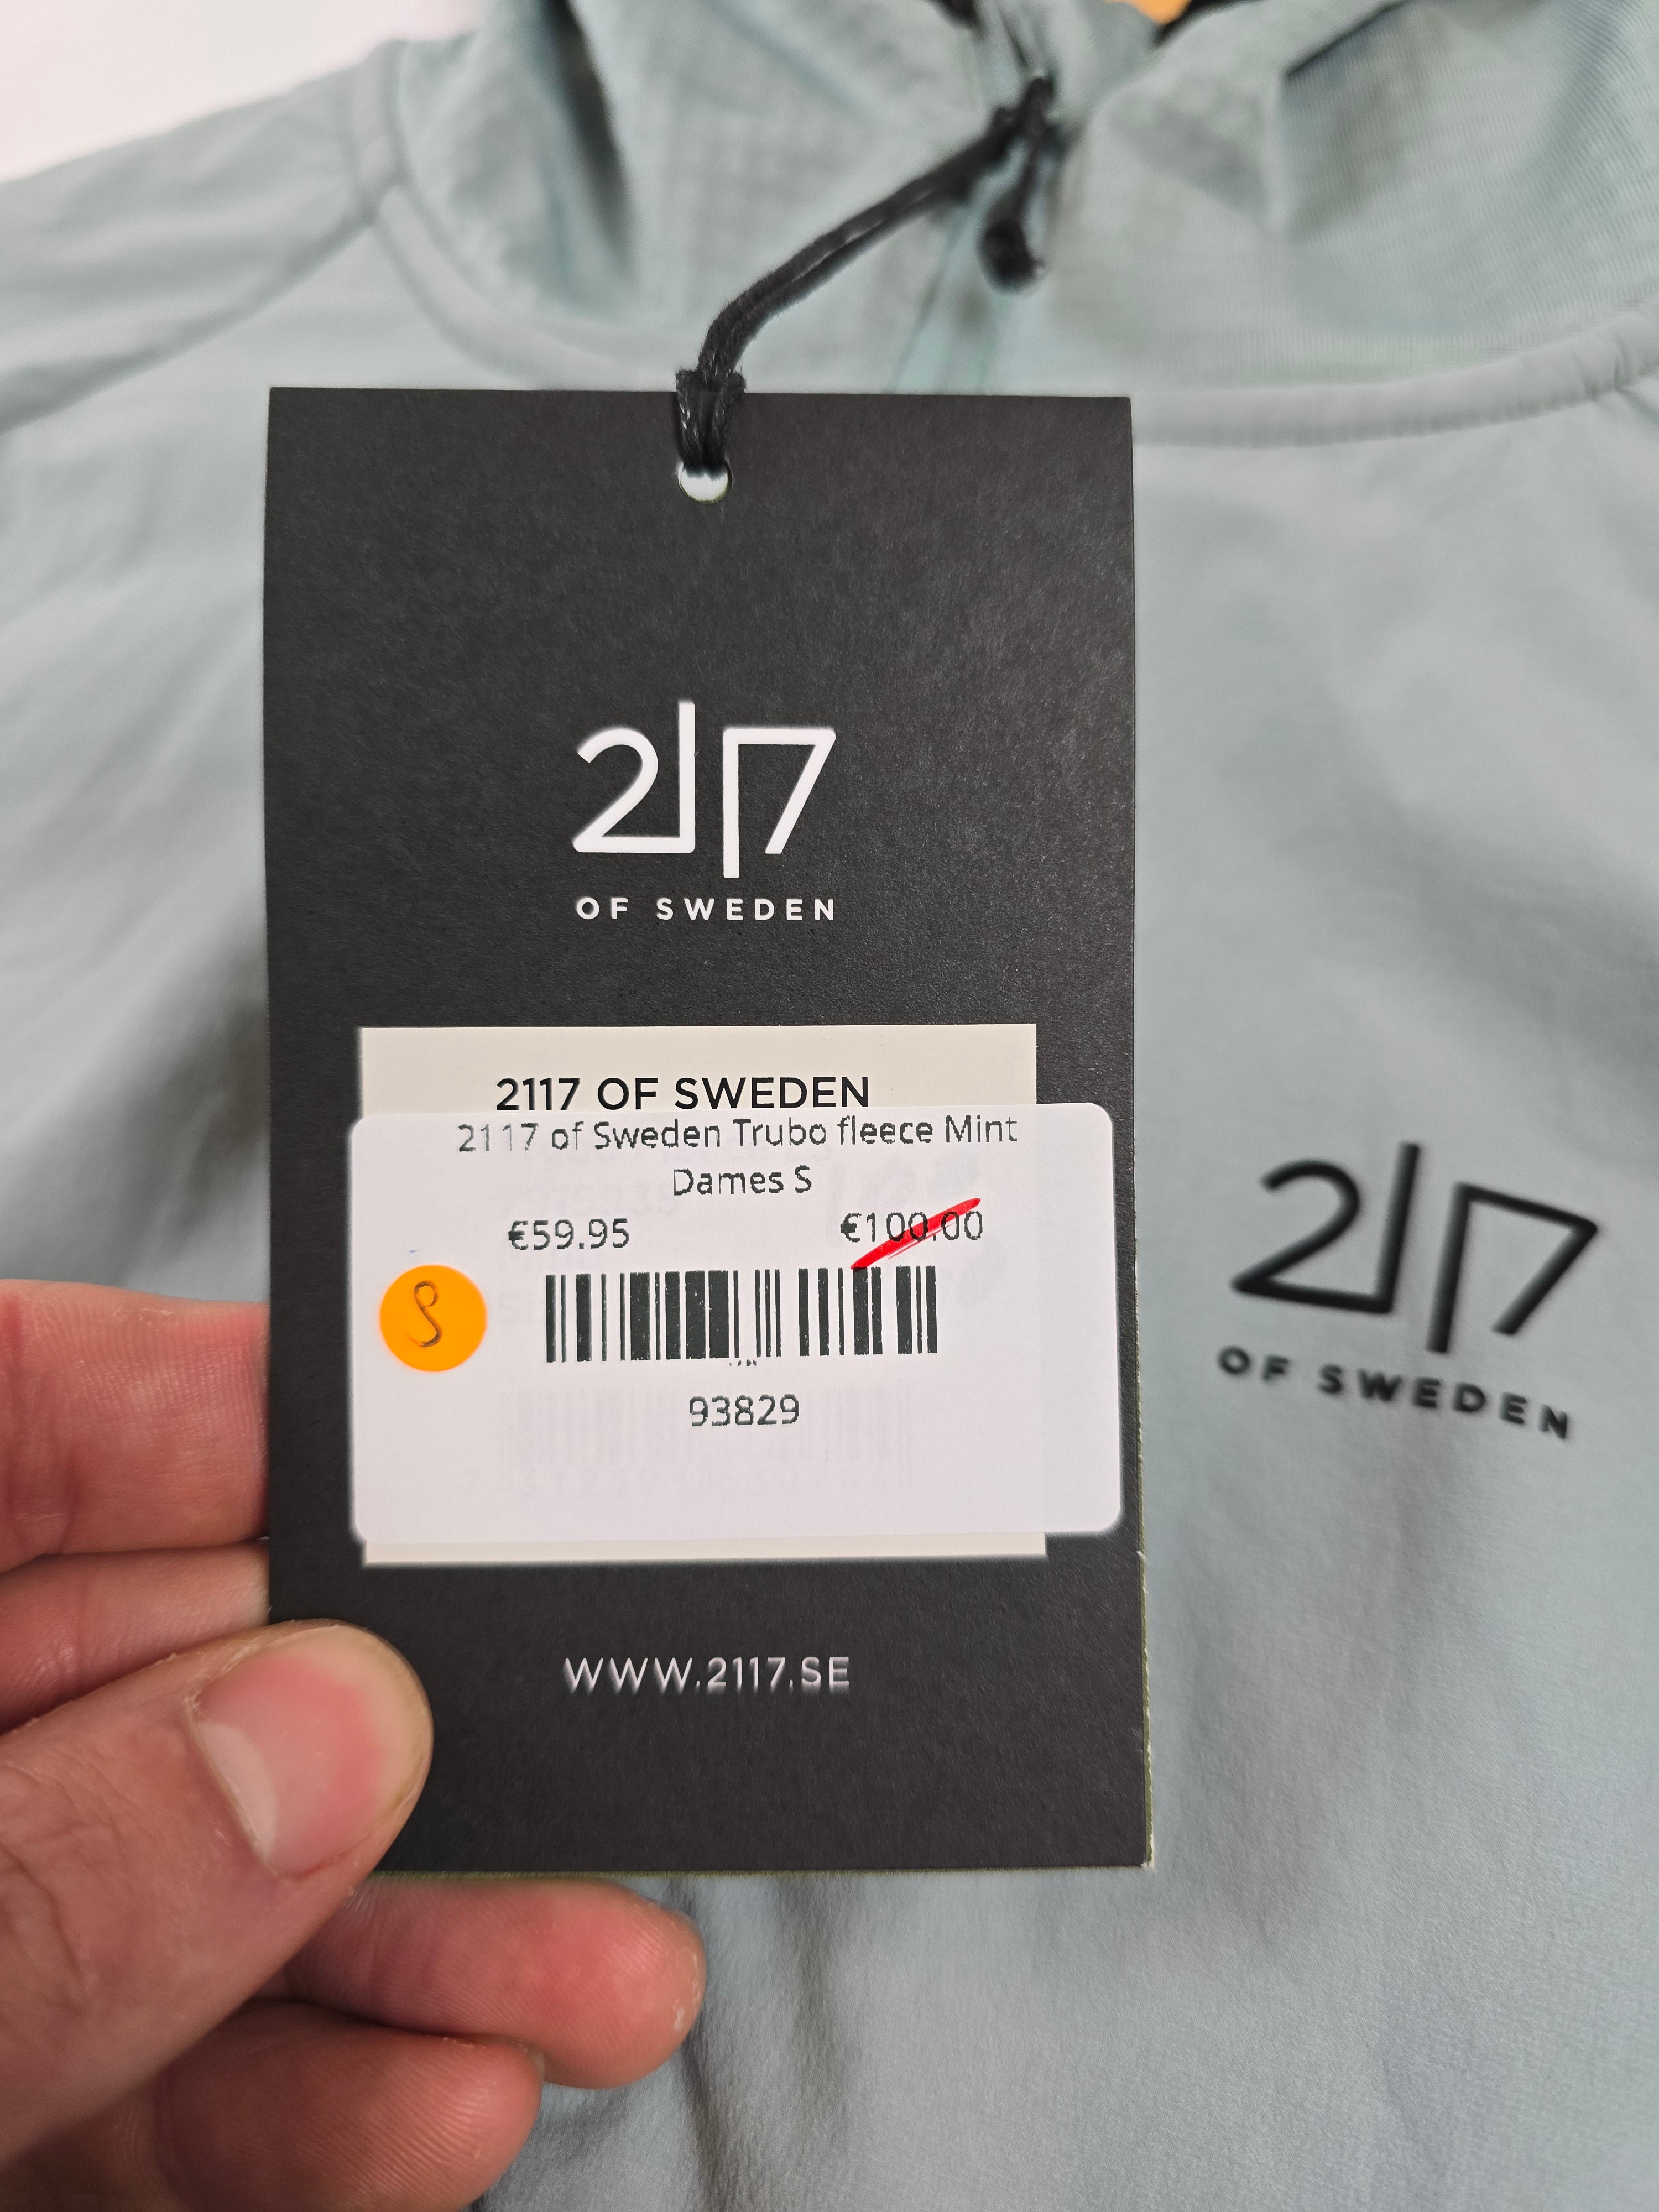 2117
OF SWEDEN
2117 OF SWEDEN
2117 of Sweden Trubo fleece Mint
Dames S
€59.95 €100.00
93829
WWW.2117.SE
2117
OF SWEDEN